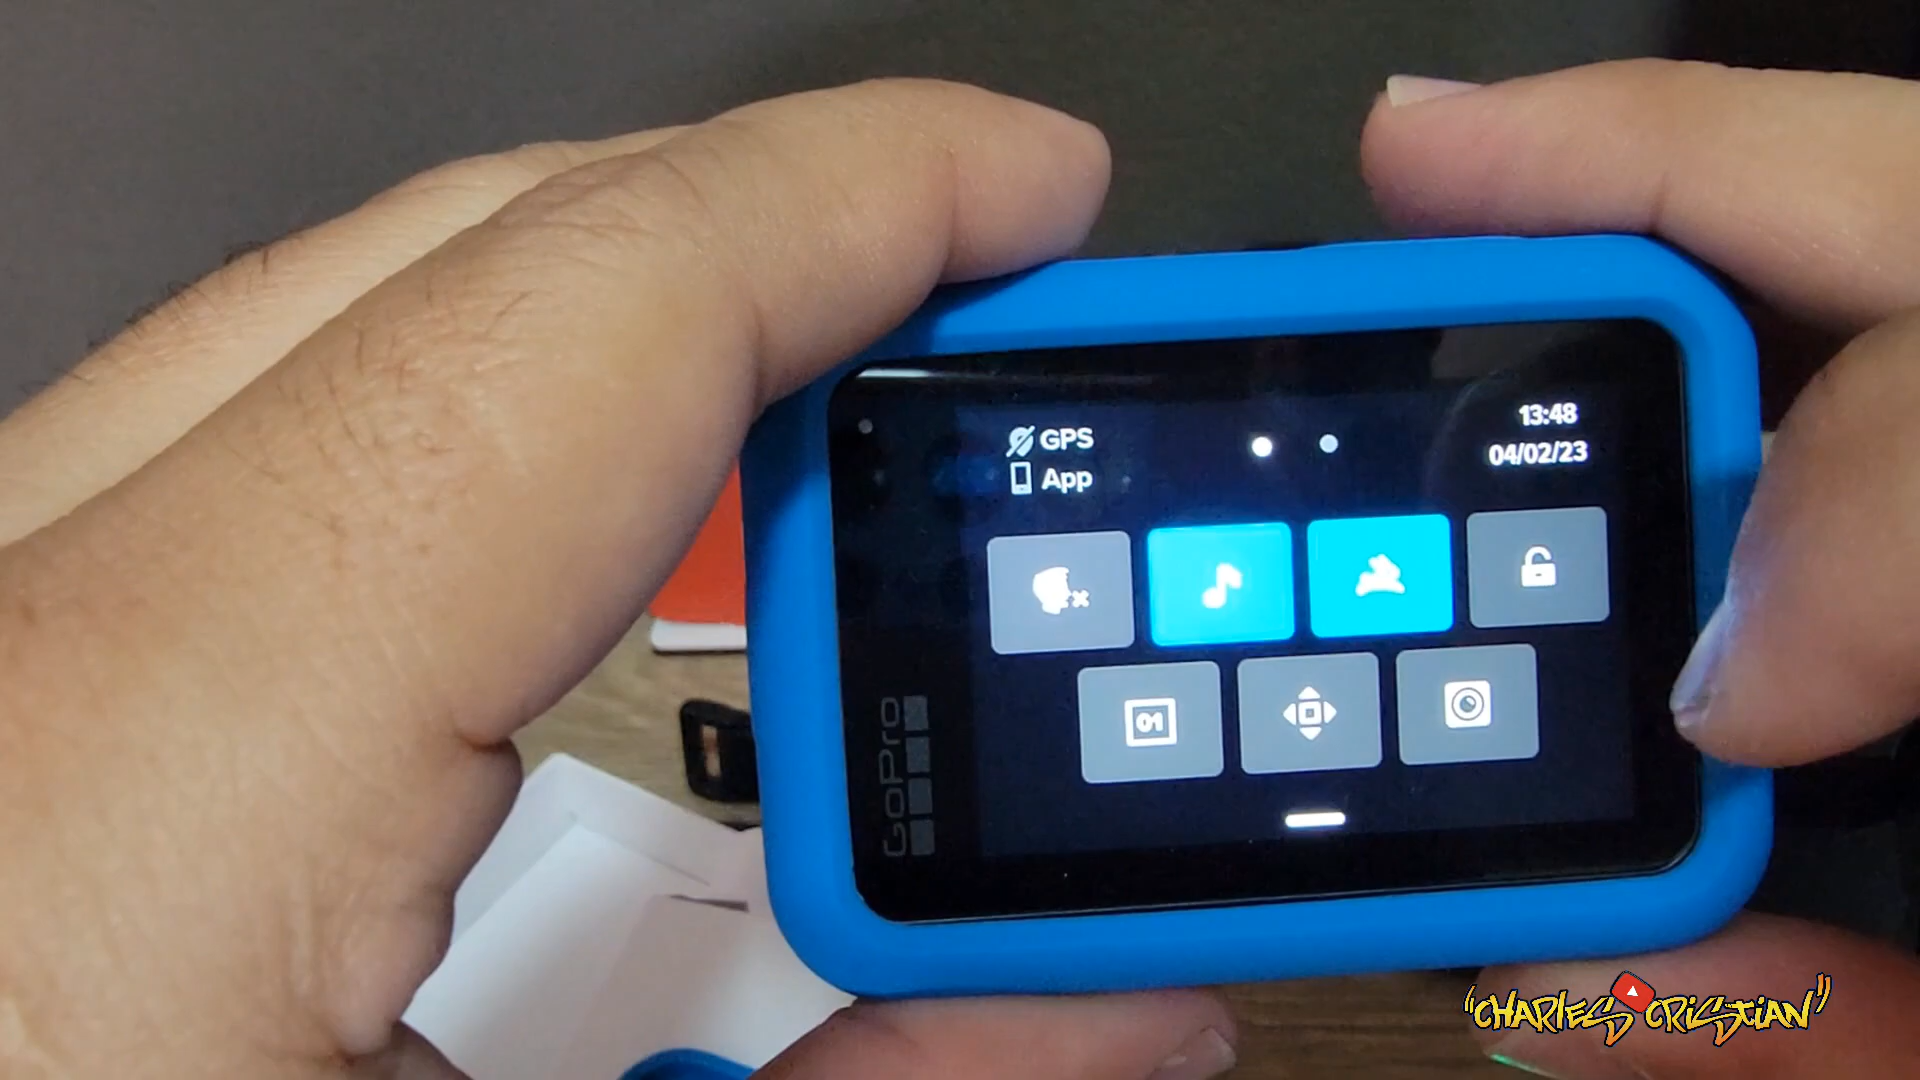 GPS
App
13:48
04/02/23
01
GoPro
"CHARLES CRISTIAN"